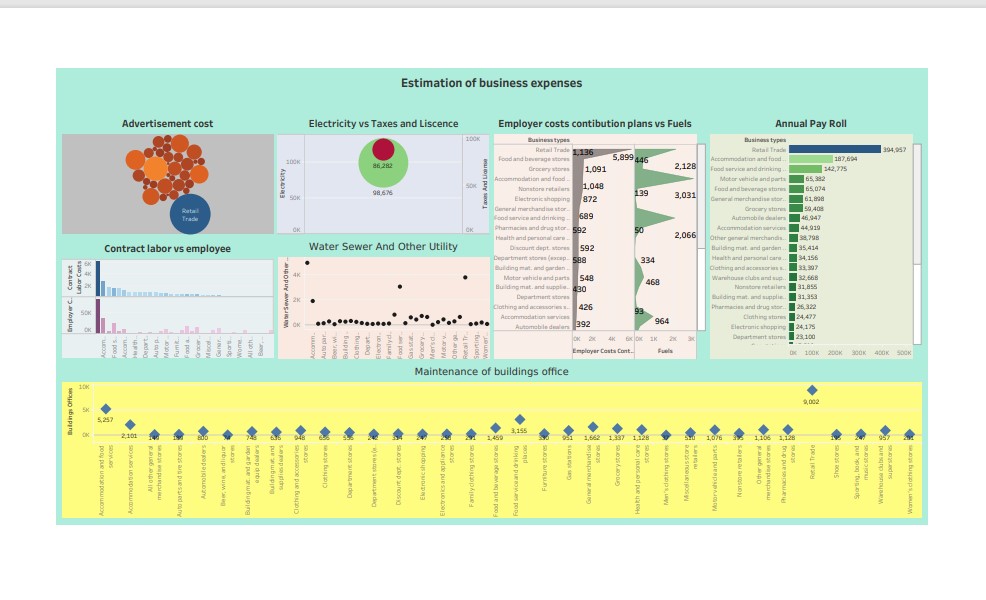 Estimation of business expenses
Advertisement cost
Retail
Trade
Electricity vs Taxes and Liscence
Electricity
100K
50K
0K
86,282
98,676
100K
50K
0K
Taxes And License
Employer costs contibution plans vs Fuels
Business types
Retail Trade
Food and beverage stores
Grocery stores
Accommodation and food ..
Nonstore retailers
Electronic shopping
General merchandise stor..
Food service and drinking ..
Pharmacies and drug stor..
Health and personal care ..
Discount dept. stores
Department stores (excep..
Building mat. and garden ..
Motor vehicle and parts
Building mat. and supplie..
Department stores
Clothing and accessories s..
Accommodation services
Automobile dealers
1,136
5,899
1,091
1,048
872
689
592
592
588
548
430
426
392
446
2,128
139
3,031
50
2,066
334
468
93
964
0K 2K 4K 6K
0K 1K 2K 3K
Employer Costs Cont..
Fuels
Annual Pay Roll
Business types
Retail Trade 394,957
Accommodation and food .. 187,694
Food service and drinking .. 142,775
Motor vehicle and parts 65,382
Food and beverage stores 65,074
General merchandise stor.. 61,898
Grocery stores 59,408
Automobile dealers 46,947
Accommodation services 44,919
Other general merchandis.. 38,798
Building mat. and garden .. 35,414
Health and personal care .. 34,156
Clothing and accessories s.. 33,397
Warehouse clubs and sup.. 32,668
Nonstore retailers 31,855
Building mat. and supplie.. 31,353
Pharmacies and drug stor.. 26,322
Clothing stores 24,477
Electronic shopping 24,175
Department stores 23,100
0K 100K 200K 300K 400K 500K
Contract labor vs employee
Contract
Labor Costs
6K
4K
2K
0K
Employer C..
50K
0K
Accom..
Food s..
Accom..
Health..
Depart..
Auto p..
Motor ..
Furnit..
Food a..
Grocer..
Miscel..
Gener..
Sporti..
Wome..
All ot..
Beer, ..
Water Sewer And Other Utility
Water Sewer And Other ..
4K
2K
0K
Accomm..
Auto par..
Beer, wi..
Building ..
Clothing..
Depart..
Electron..
Family cl..
Food ser..
Gas stat..
Grocery ..
Men's cl..
Motor v..
Other ge..
Retail Tr..
Sporting..
Women'..
Maintenance of buildings office
Buildings Offices
10K
5K
0K
5,257
2,101
800
748
948
1,459
3,155
951
1,662
1,337
1,128
1,076
1,106
1,128
9,002
247
957
Accommodation and food services
Accommodation services
All other general merchandise stores
Auto parts and tire stores
Automobile dealers
Beer, wine, and liquor stores
Building mat. and garden equip dealers
Building mat. and supplies dealers
Clothing and accessories stores
Clothing stores
Department stores
Department stores (e..
Discount dept. stores
Electronic shopping
Electronics and appliance stores
Family clothing stores
Food and beverage stores
Food service and drinking places
Furniture stores
Gas stations
General merchandise stores
Grocery stores
Health and personal care stores
Men's clothing stores
Miscellaneous store retailers
Motor vehicle and parts
Nonstore retailers
Other general merchandise stores
Pharmacies and drug stores
Retail Trade
Shoe stores
Sporting, book, and music stores
Warehouse clubs and superstores
Women's clothing stores